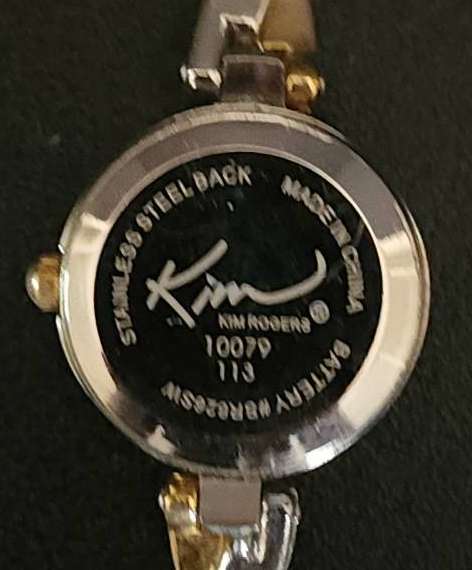 STAINLESS STEEL BACK
MADE IN CHINA
Kim
KIM ROGERS®
10079
113
BATTERY #SR626SW